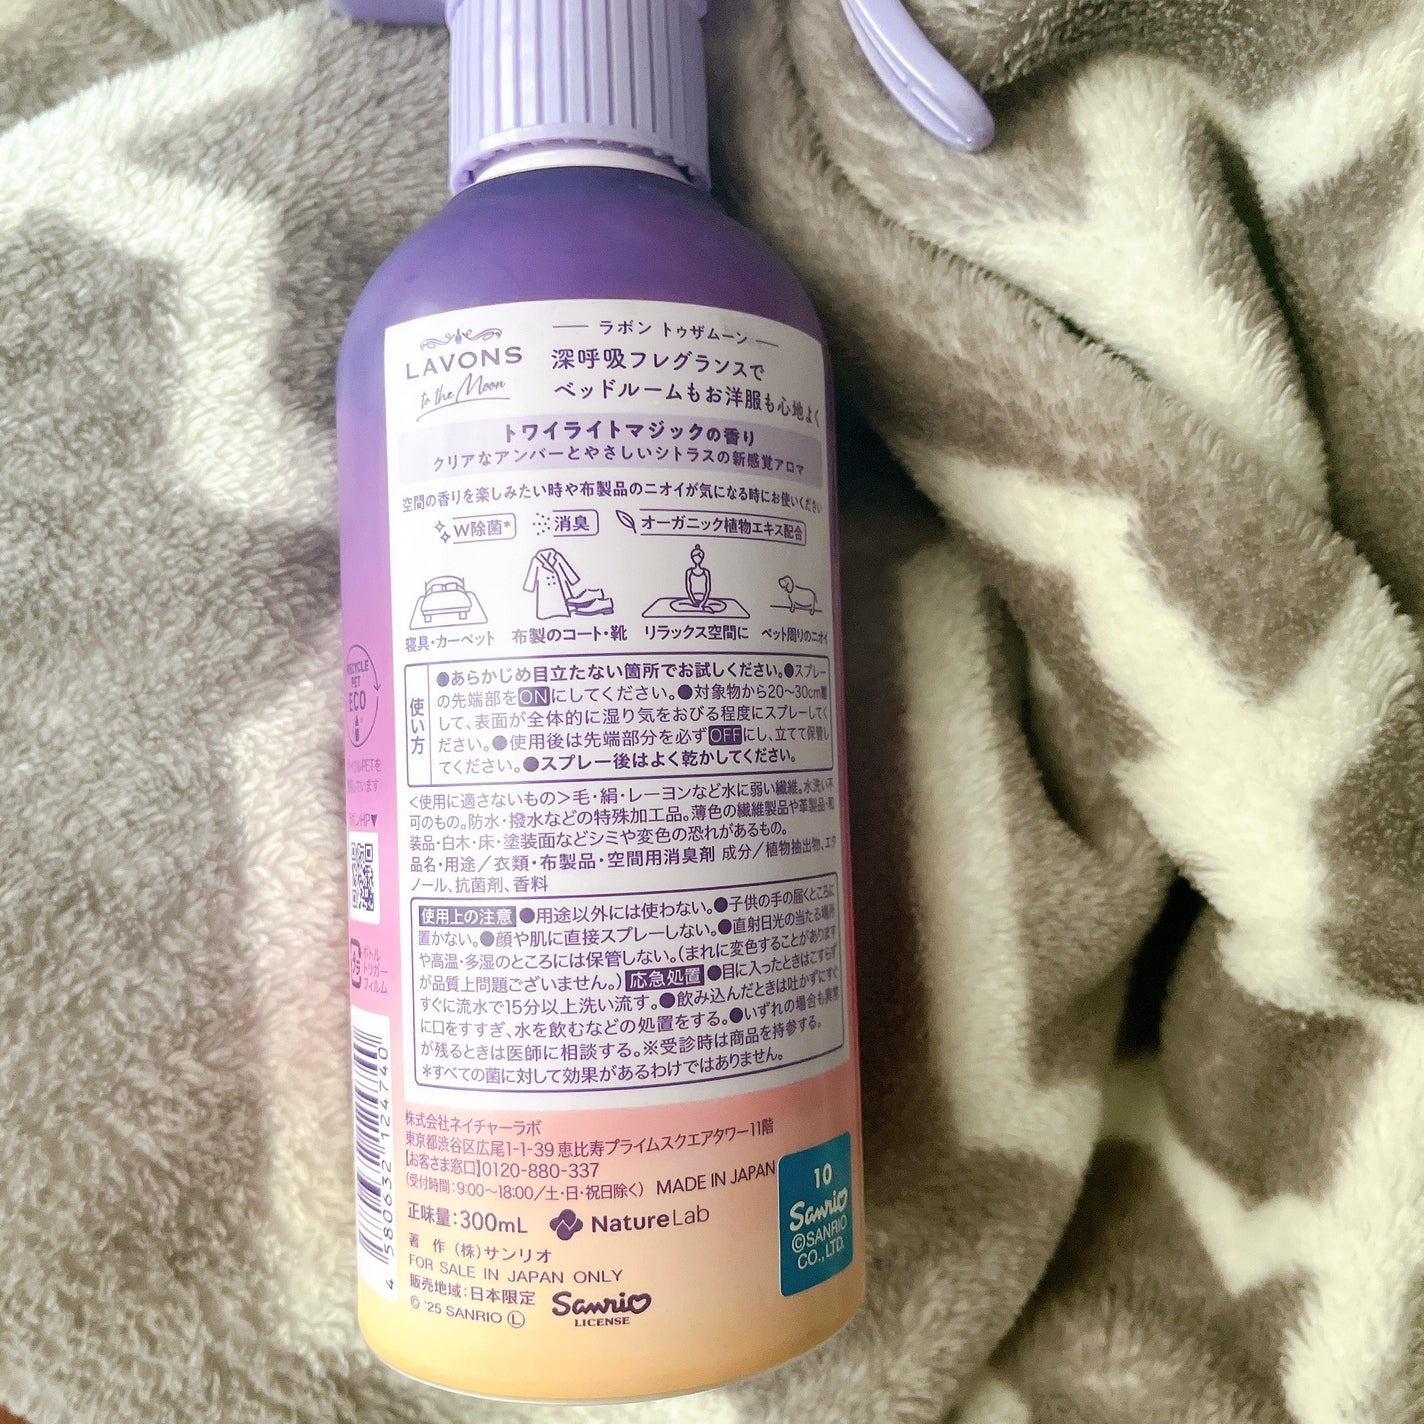 LAVONS
to the Moon
ラボン トゥザムーン
深呼吸フレグランスで
ベッドルームもお洋服も心地よく
トワイライトマジックの香り
クリアなアンバーとやさしいシトラスの新感覚アロマ
空間の香りを楽しみたい時や布製品のニオイが気になる時にお使いください
W除菌* 消臭 オーガニック植物エキス配合
寝具・カーペット 布製のコート・靴 リラックス空間に ペット周りのニオイ
使い方
●あらかじめ目立たない箇所でお試しください。●スプレー
の先端部をONにしてください。●対象物から20~30cm離
して、表面が全体的に湿り気をおびる程度にスプレーしてく
ださい。●使用後は先端部分を必ずOFFにし、立てて保管し
てください。●スプレー後はよく乾かしてください。
<使用に適さないもの>毛・絹・レーヨンなど水に弱い繊維。水洗い不
可のもの。防水・撥水などの特殊加工品。薄色の繊維製品や革製品・和
装品・白木・床・塗装面などシミや変色の恐れがあるもの。
品名・用途/衣類・布製品・空間用消臭剤 成分/植物抽出物、エタ
ノール、抗菌剤、香料
使用上の注意 ●用途以外には使わない。●子供の手の届くところに
置かない。●顔や肌に直接スプレーしない。●直射日光の当たる場所
や高温・多湿のところには保管しない。(まれに変色することがあります
が品質上問題ございません。) 応急処置 ●目に入ったときはこすらず
すぐに流水で15分以上洗い流す。●飲み込んだときは吐かずにすぐ
に口をすすぎ、水を飲むなどの処置をする。●いずれの場合も異常
が残るときは医師に相談する。※受診時は商品を持参する。
*すべての菌に対して効果があるわけではありません。
株式会社ネイチャーラボ
東京都渋谷区広尾1-1-39 恵比寿プライムスクエアタワー11階
【お客さま窓口】0120-880-337
(受付時間:9:00~18:00/土・日・祝日除く) MADE IN JAPAN
正味量:300mL NatureLab
著 作 (株)サンリオ
FOR SALE IN JAPAN ONLY
販売地域:日本限定
© '25 SANRIO Ⓛ
Sanrio
LICENSE
10
Sanrio
©SANRIO
CO., LTD.
RECYCLE
PET
ECO
HP▼
プラ
ボトル
トリガー
フィルム
4 580632 124740